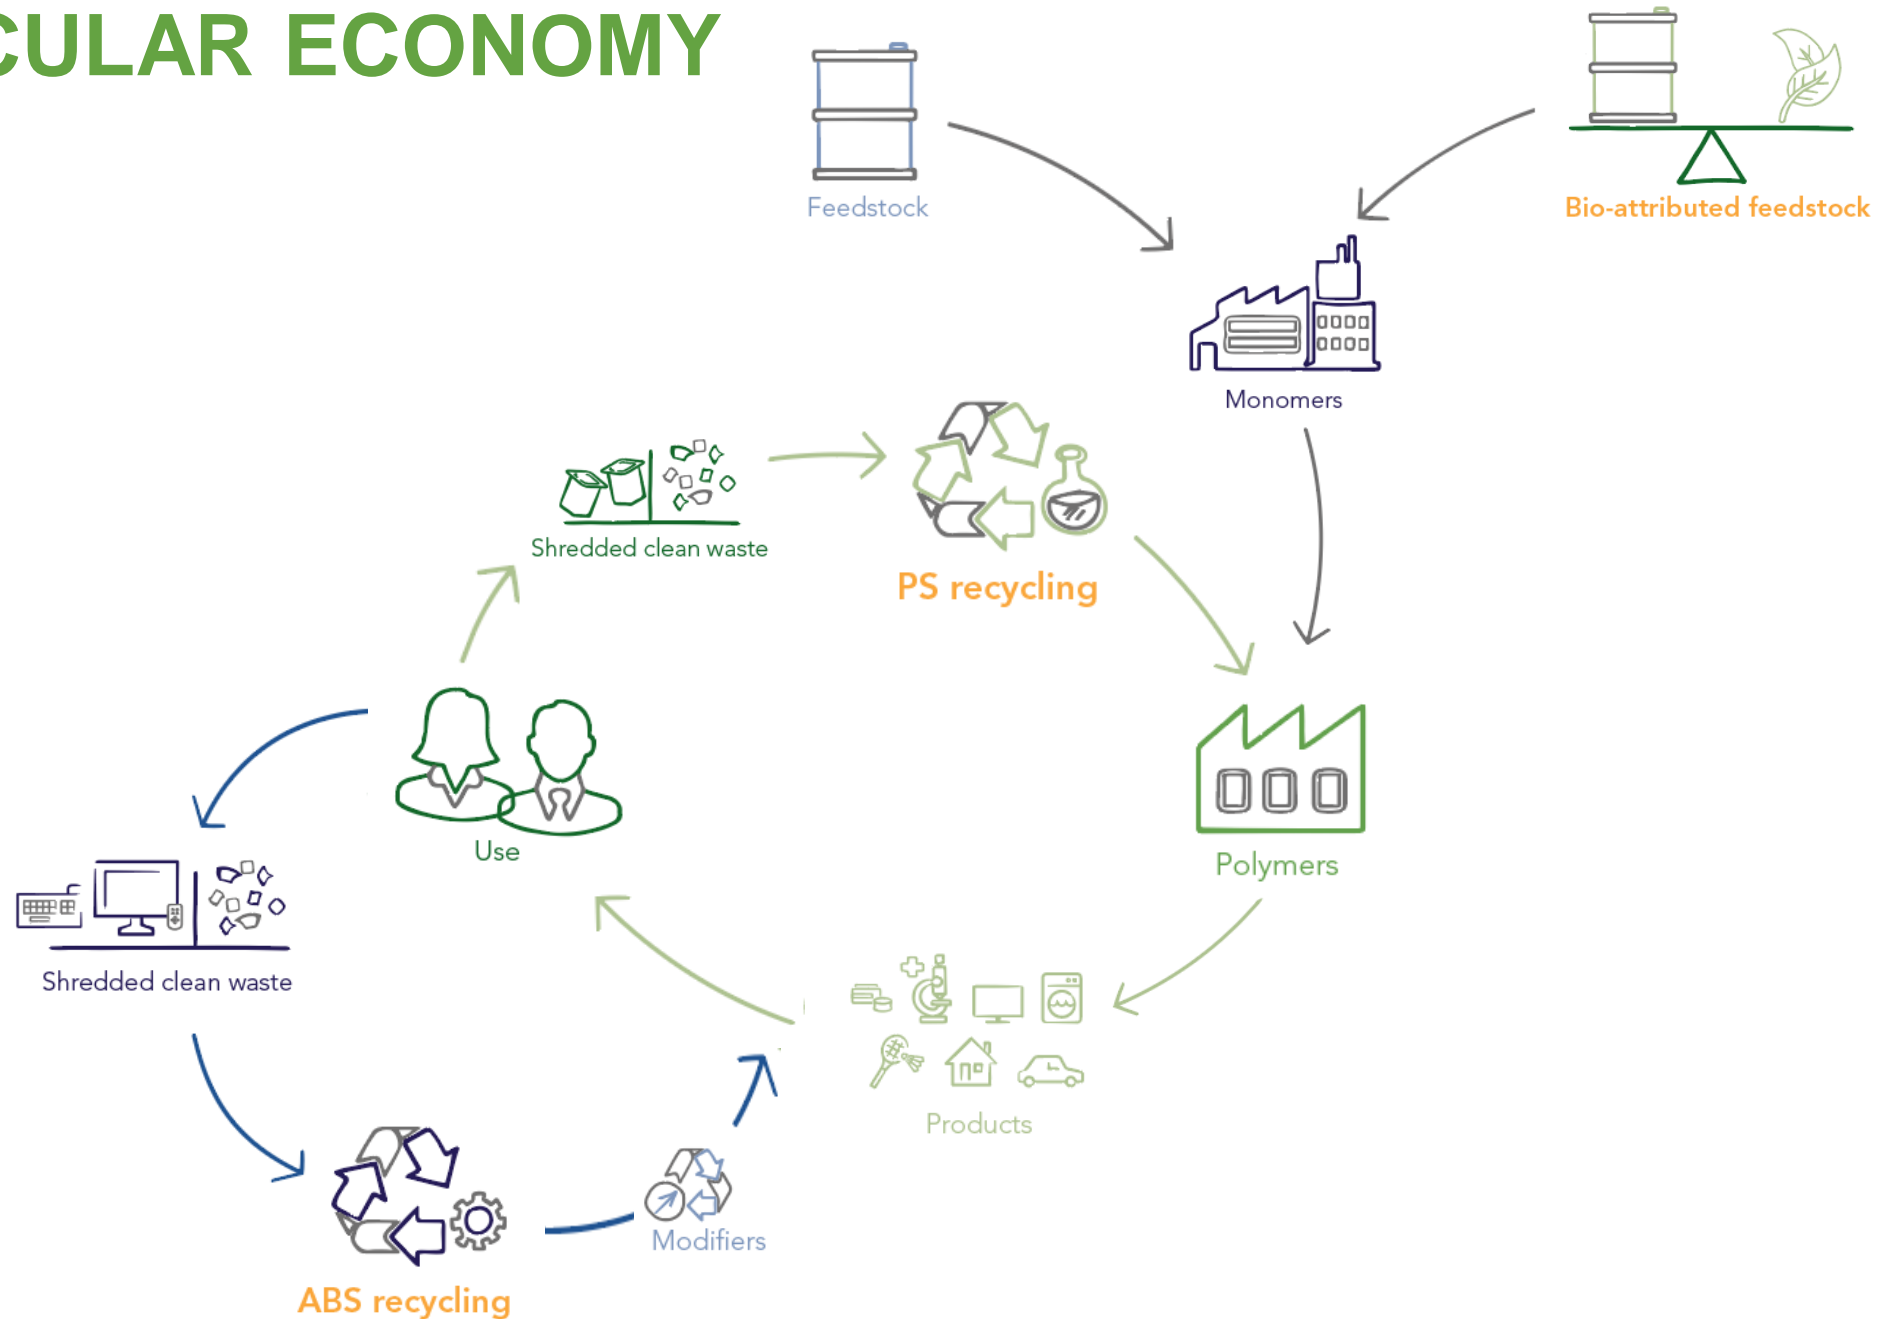 CULAR ECONOMY
Feedstock
Bio-attributed feedstock
Monomers
Shredded clean waste
PS recycling
Use
Polymers
Shredded clean waste
Products
Modifiers
ABS recycling